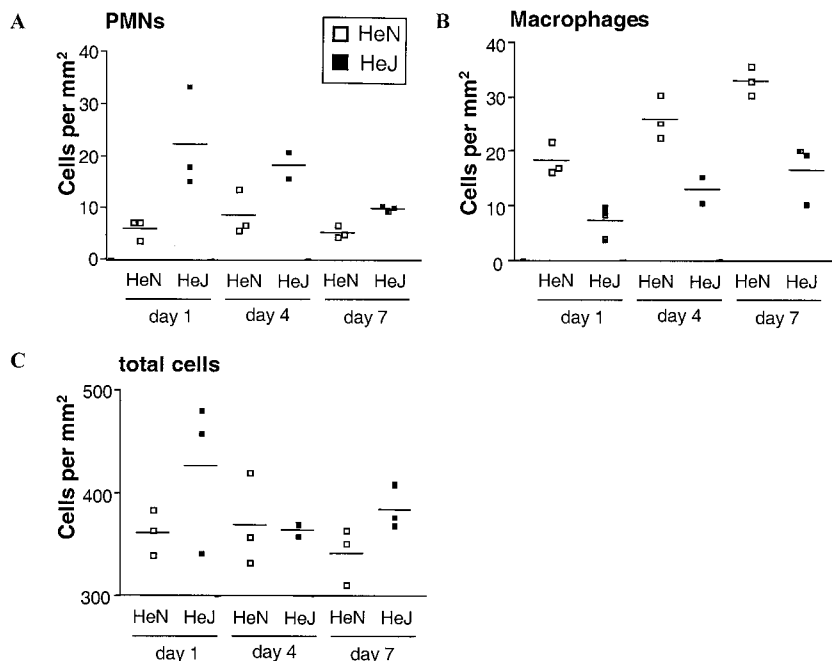 A PMNs
HeN
HeJ
Cells per mm2
40
30
20
10
0
HeN HeJ HeN HeJ HeN HeJ
day 1 day 4 day 7
B Macrophages
Cells per mm2
40
30
20
10
0
HeN HeJ HeN HeJ HeN HeJ
day 1 day 4 day 7
C total cells
Cells per mm2
500
400
300
HeN HeJ HeN HeJ HeN HeJ
day 1 day 4 day 7